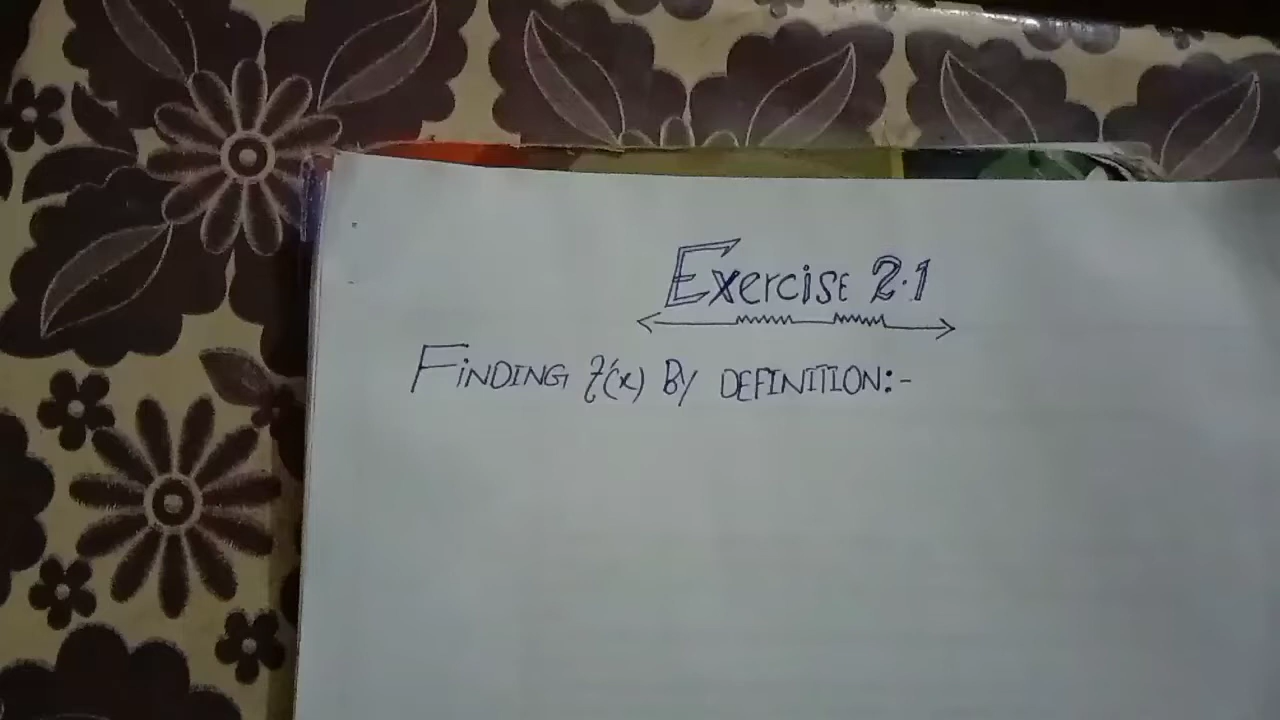 Exercise 2.1
FINDING f'(x) BY DEFINITION:-